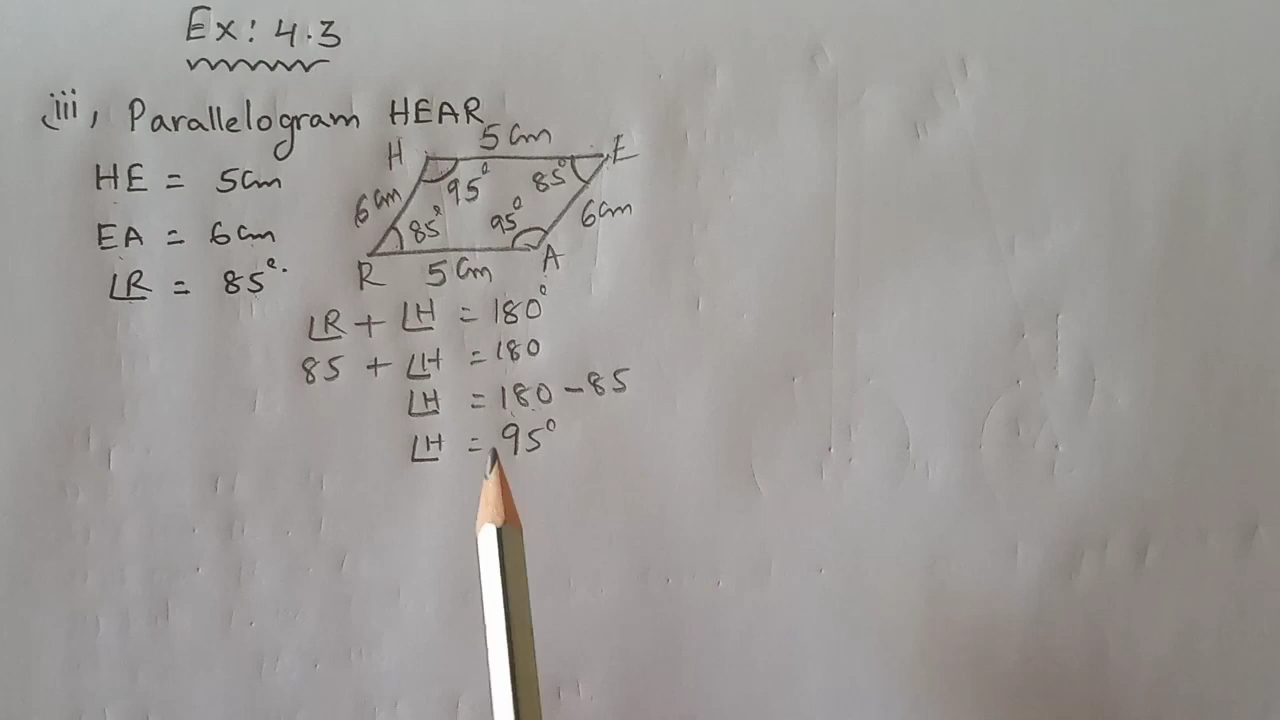 Ex: 4.3
iii, Parallelogram HEAR
HE = 5cm
EA = 6cm
∠R = 85°.
H 5cm E
6cm 95° 85°
85° 95° 6cm
R 5cm A
∠R + ∠H = 180°
85 + ∠H = 180
∠H = 180 - 85
∠H = 95°